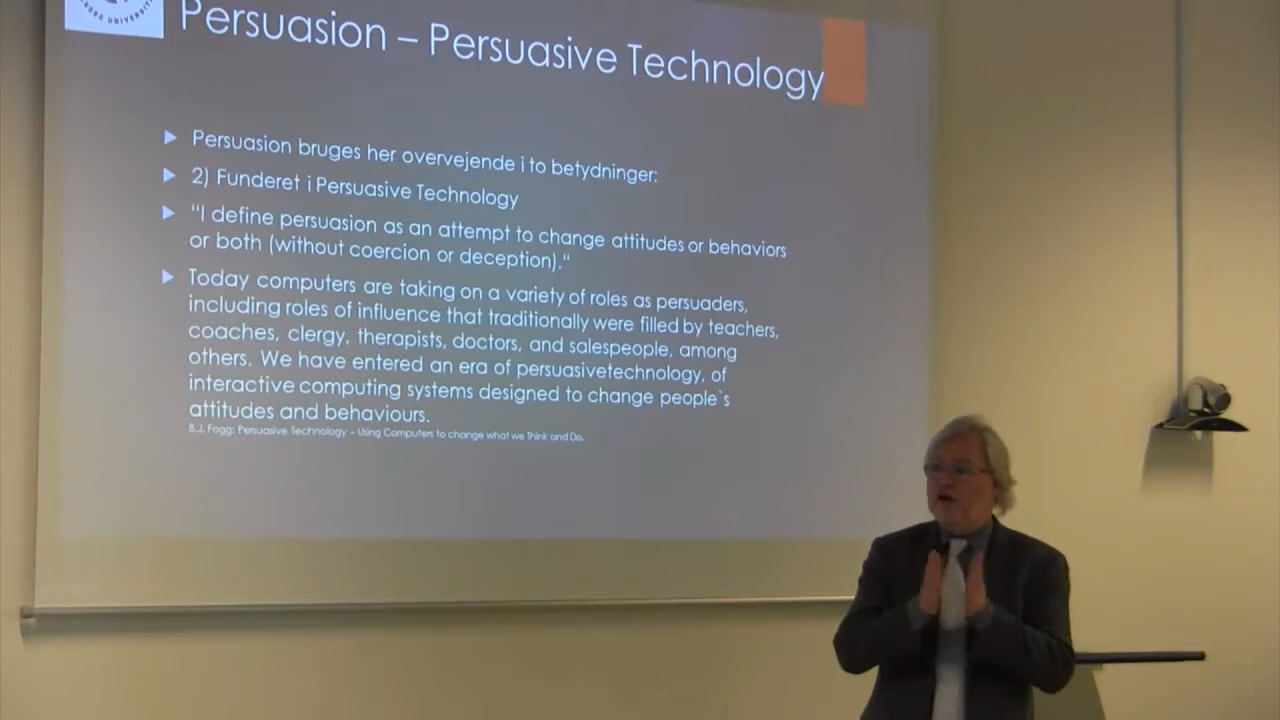 BORG UNIVERSITA
Persuasion – Persuasive Technology
Persuasion bruges her overvejende i to betydninger:
2) Funderet i Persuasive Technology
"I define persuasion as an attempt to change attitudes or behaviors
or both (without coercion or deception)."
Today computers are taking on a variety of roles as persuaders,
including roles of influence that traditionally were filled by teachers,
coaches, clergy, therapists, doctors, and salespeople, among
others. We have entered an era of persuasivetechnology, of
interactive computing systems designed to change people`s
attitudes and behaviours.
B.J. Fogg: Persuasive Technology – Using Computers to change what we Think and Do.